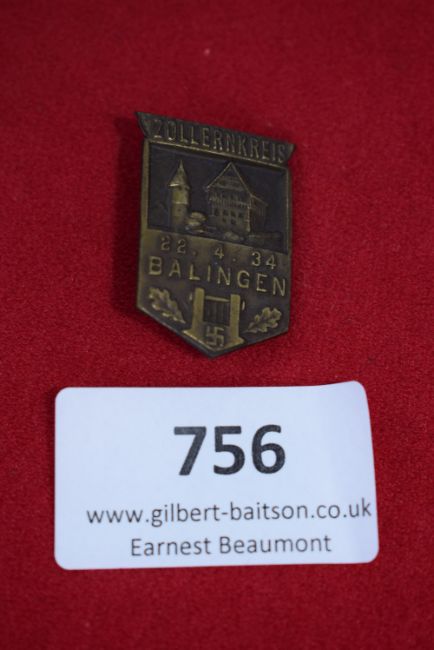 ZOLLERNKREIS
22. 4. 34
BALINGEN
756
www.gilbert-baitson.co.uk
Earnest Beaumont